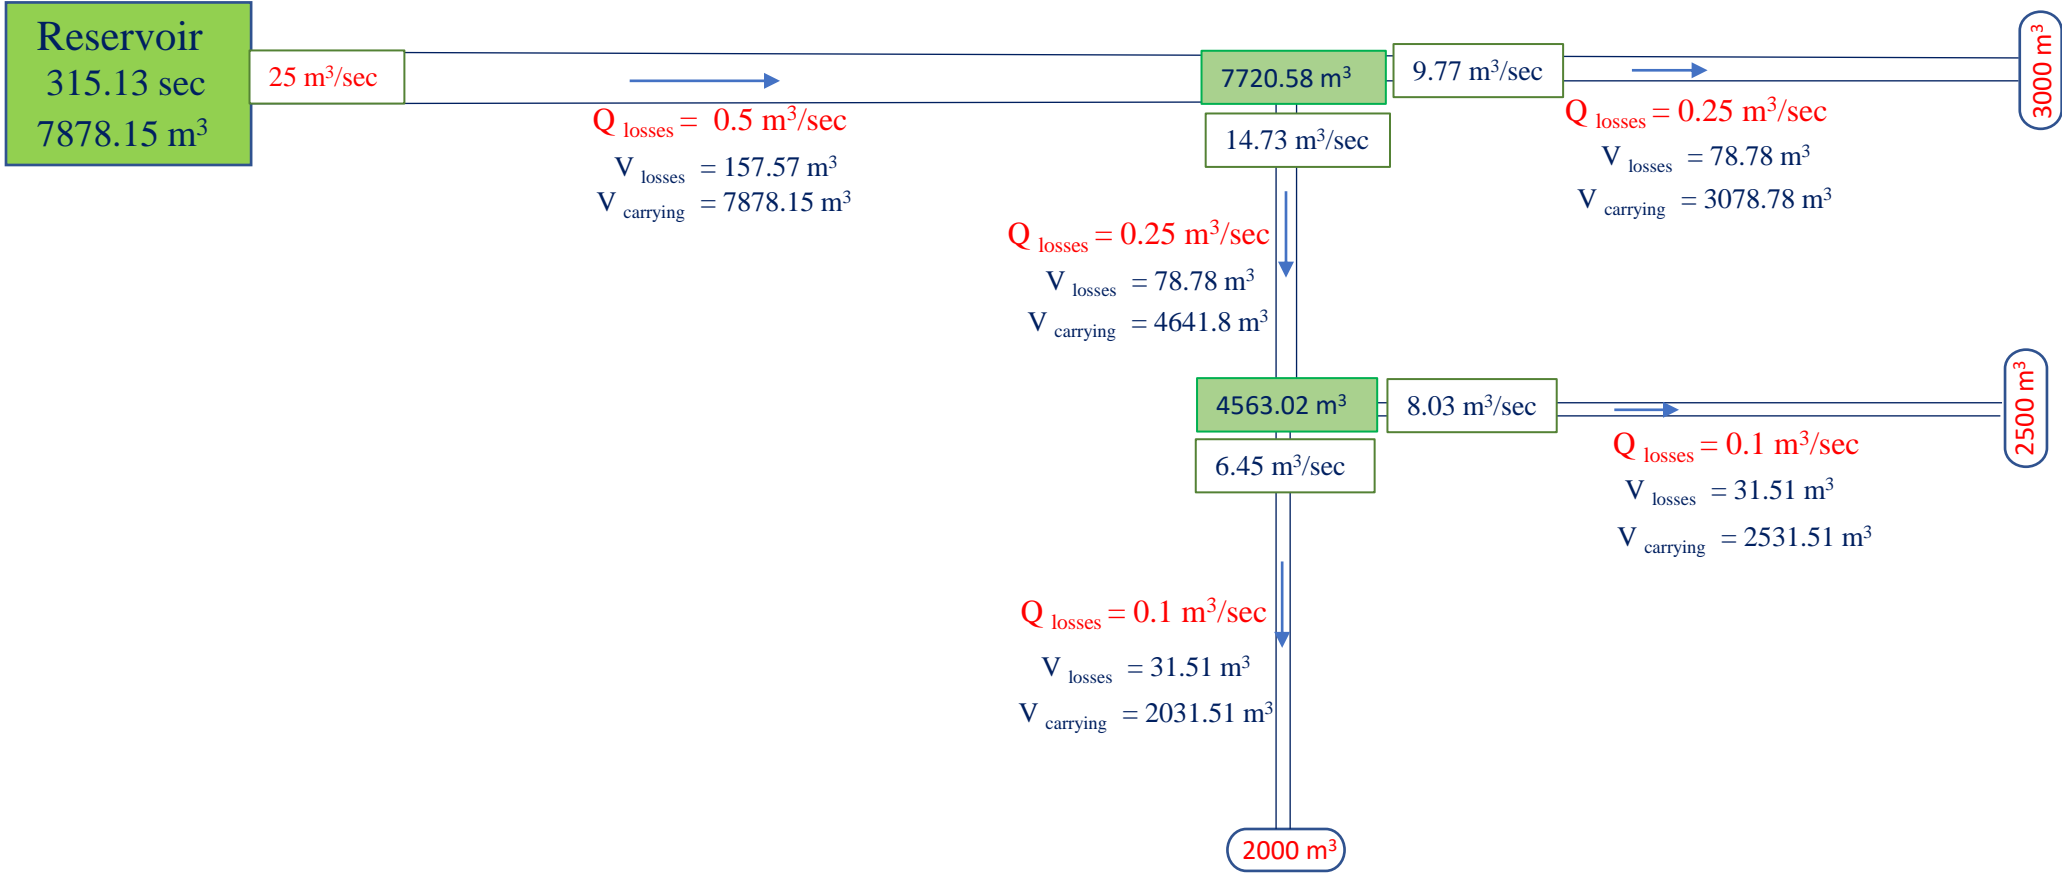 Reservoir
315.13 sec
7878.15 m³
25 m³/sec
Q losses = 0.5 m³/sec
V losses = 157.57 m³
V carrying = 7878.15 m³
7720.58 m³
9.77 m³/sec
Q losses = 0.25 m³/sec
V losses = 78.78 m³
V carrying = 3078.78 m³
3000 m³
14.73 m³/sec
Q losses = 0.25 m³/sec
V losses = 78.78 m³
V carrying = 4641.8 m³
4563.02 m³
8.03 m³/sec
Q losses = 0.1 m³/sec
V losses = 31.51 m³
V carrying = 2531.51 m³
2500 m³
6.45 m³/sec
Q losses = 0.1 m³/sec
V losses = 31.51 m³
V carrying = 2031.51 m³
2000 m³